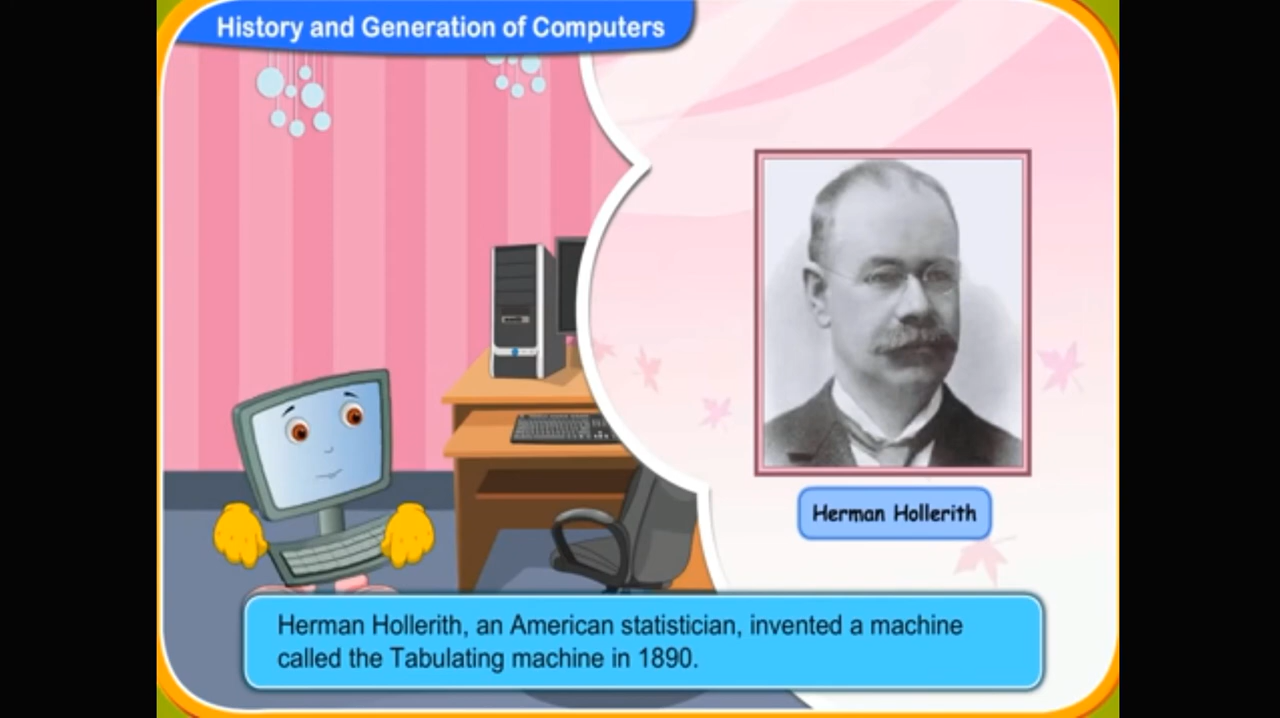 History and Generation of Computers
Herman Hollerith
Herman Hollerith, an American statistician, invented a machine
called the Tabulating machine in 1890.